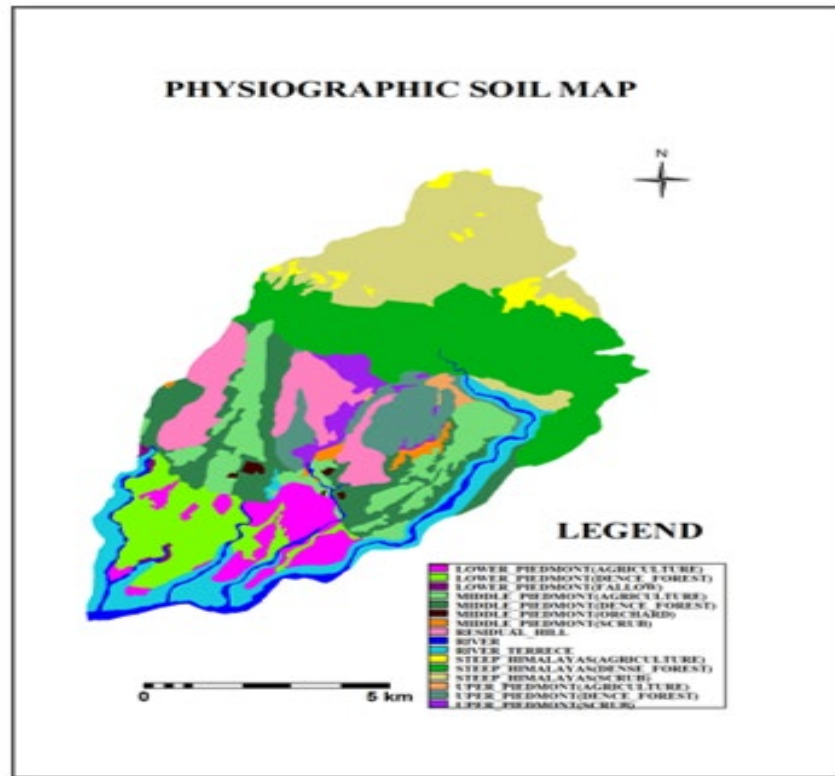 PHYSIOGRAPHIC SOIL MAP
N
LEGEND
LOWER_PIEDMONT(AGRICULTURE)
LOWER_PIEDMONT(DENCE_FOREST)
LOWER_PIEDMONT(FALLOW)
MIDDLE_PIEDMONT(AGRICULTURE)
MIDDLE_PIEDMONT(DENCE_FOREST)
MIDDLE_PIEDMONT(ORCHARD)
MIDDLE_PIEDMONT(SCRUB)
RESIDUAL_HILL
RIVER
RIVER_TERRECE
STEEP_HIMALAYAS(AGRICULTURE)
STEEP_HIMALAYAS(DENSE_FOREST)
STEEP_HIMALAYAS(SCRUB)
UPER_PIEDMONT(AGRICULTURE)
UPER_PIEDMONT(DENCE_FOREST)
UPER_PIEDMONT(SCRUB)
0 5 km